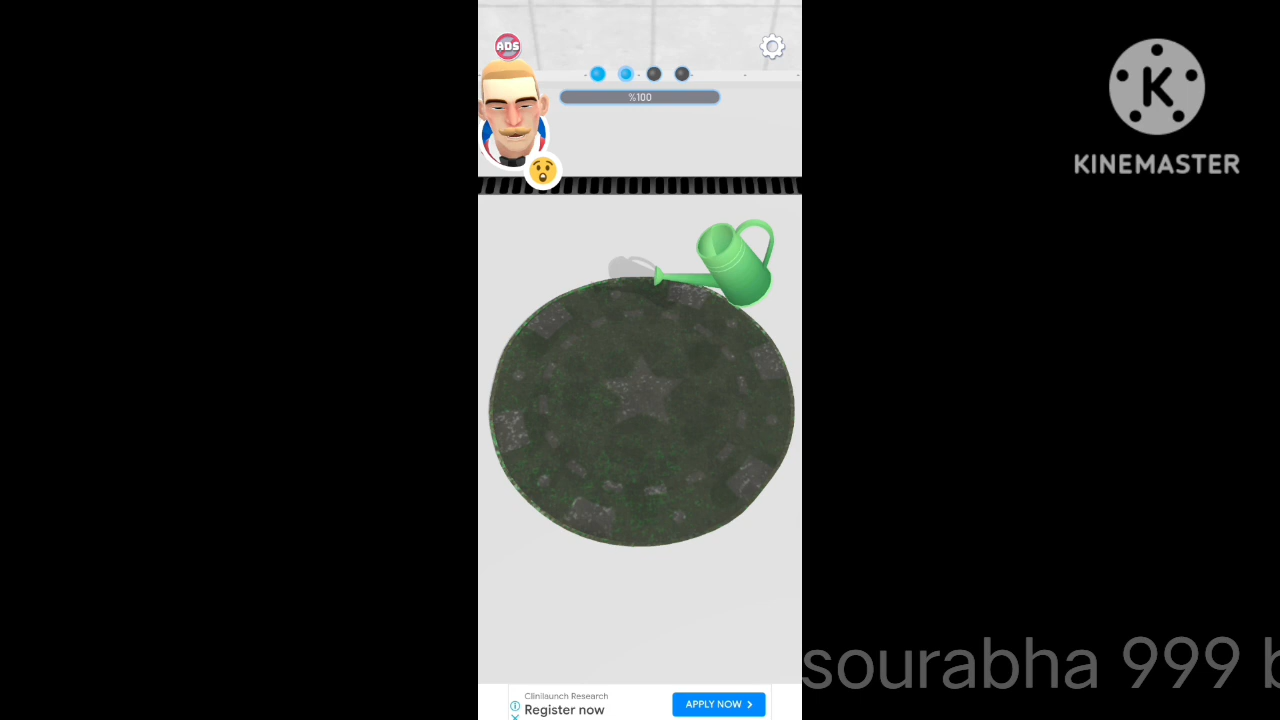 ADS
%100
K
KINEMASTER
sourabha 999 b
Clinilaunch Research
Register now
APPLY NOW